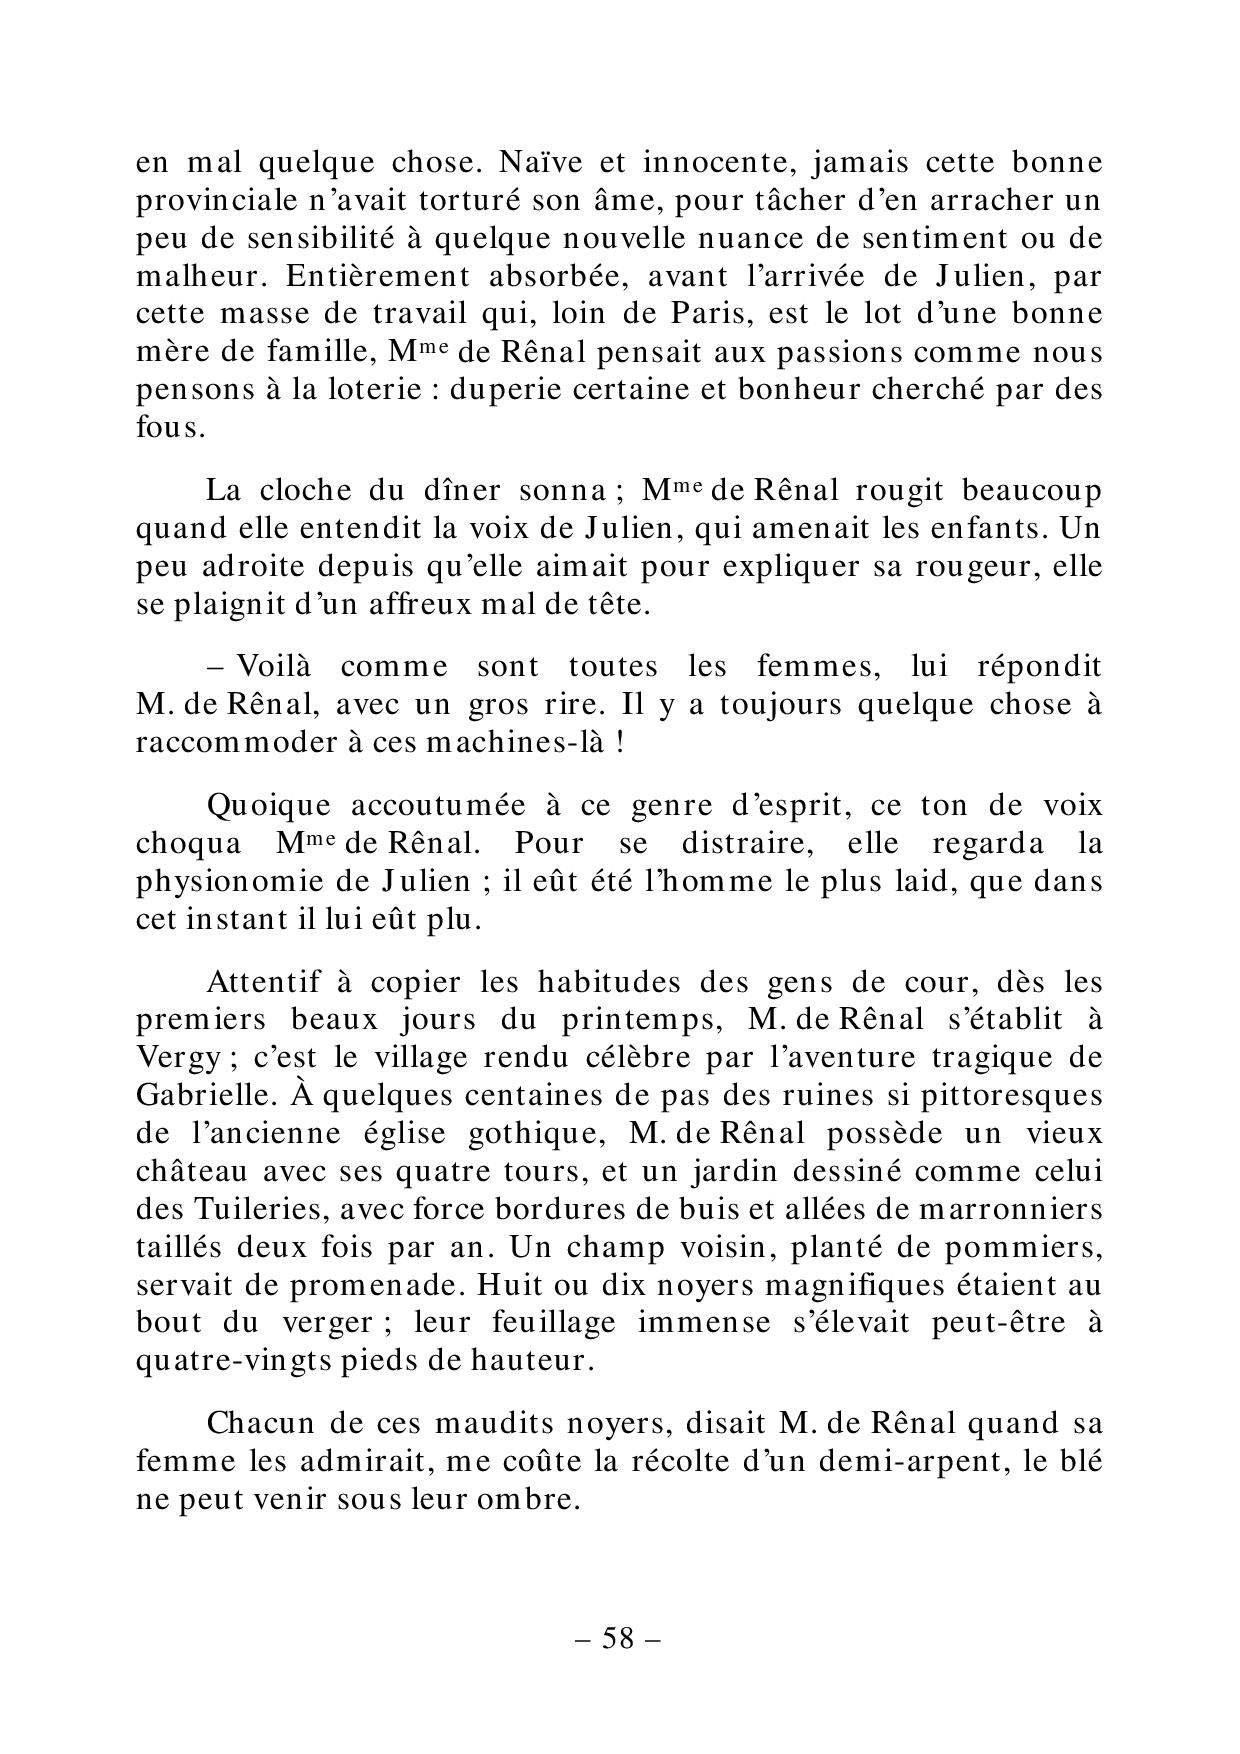 en mal quelque chose. Naïve et innocente, jamais cette bonne
provinciale n’avait torturé son âme, pour tâcher d’en arracher un
peu de sensibilité à quelque nouvelle nuance de sentiment ou de
malheur. Entièrement absorbée, avant l’arrivée de Julien, par
cette masse de travail qui, loin de Paris, est le lot d’une bonne
mère de famille, Mme de Rênal pensait aux passions comme nous
pensons à la loterie : duperie certaine et bonheur cherché par des
fous.
La cloche du dîner sonna ; Mme de Rênal rougit beaucoup
quand elle entendit la voix de Julien, qui amenait les enfants. Un
peu adroite depuis qu’elle aimait pour expliquer sa rougeur, elle
se plaignit d’un affreux mal de tête.
– Voilà comme sont toutes les femmes, lui répondit
M. de Rênal, avec un gros rire. Il y a toujours quelque chose à
raccommoder à ces machines-là !
Quoique accoutumée à ce genre d’esprit, ce ton de voix
choqua Mme de Rênal. Pour se distraire, elle regarda la
physionomie de Julien ; il eût été l’homme le plus laid, que dans
cet instant il lui eût plu.
Attentif à copier les habitudes des gens de cour, dès les
premiers beaux jours du printemps, M. de Rênal s’établit à
Vergy ; c’est le village rendu célèbre par l’aventure tragique de
Gabrielle. À quelques centaines de pas des ruines si pittoresques
de l’ancienne église gothique, M. de Rênal possède un vieux
château avec ses quatre tours, et un jardin dessiné comme celui
des Tuileries, avec force bordures de buis et allées de marronniers
taillés deux fois par an. Un champ voisin, planté de pommiers,
servait de promenade. Huit ou dix noyers magnifiques étaient au
bout du verger ; leur feuillage immense s’élevait peut-être à
quatre-vingts pieds de hauteur.
Chacun de ces maudits noyers, disait M. de Rênal quand sa
femme les admirait, me coûte la récolte d’un demi-arpent, le blé
ne peut venir sous leur ombre.
– 58 –